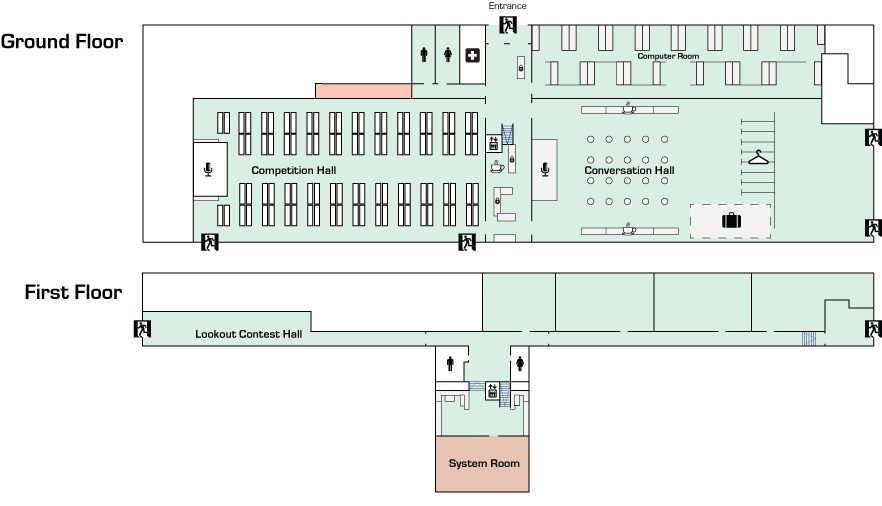 Entrance
Ground Floor
Computer Room
Competition Hall
Conversation Hall
First Floor
Lookout Contest Hall
System Room